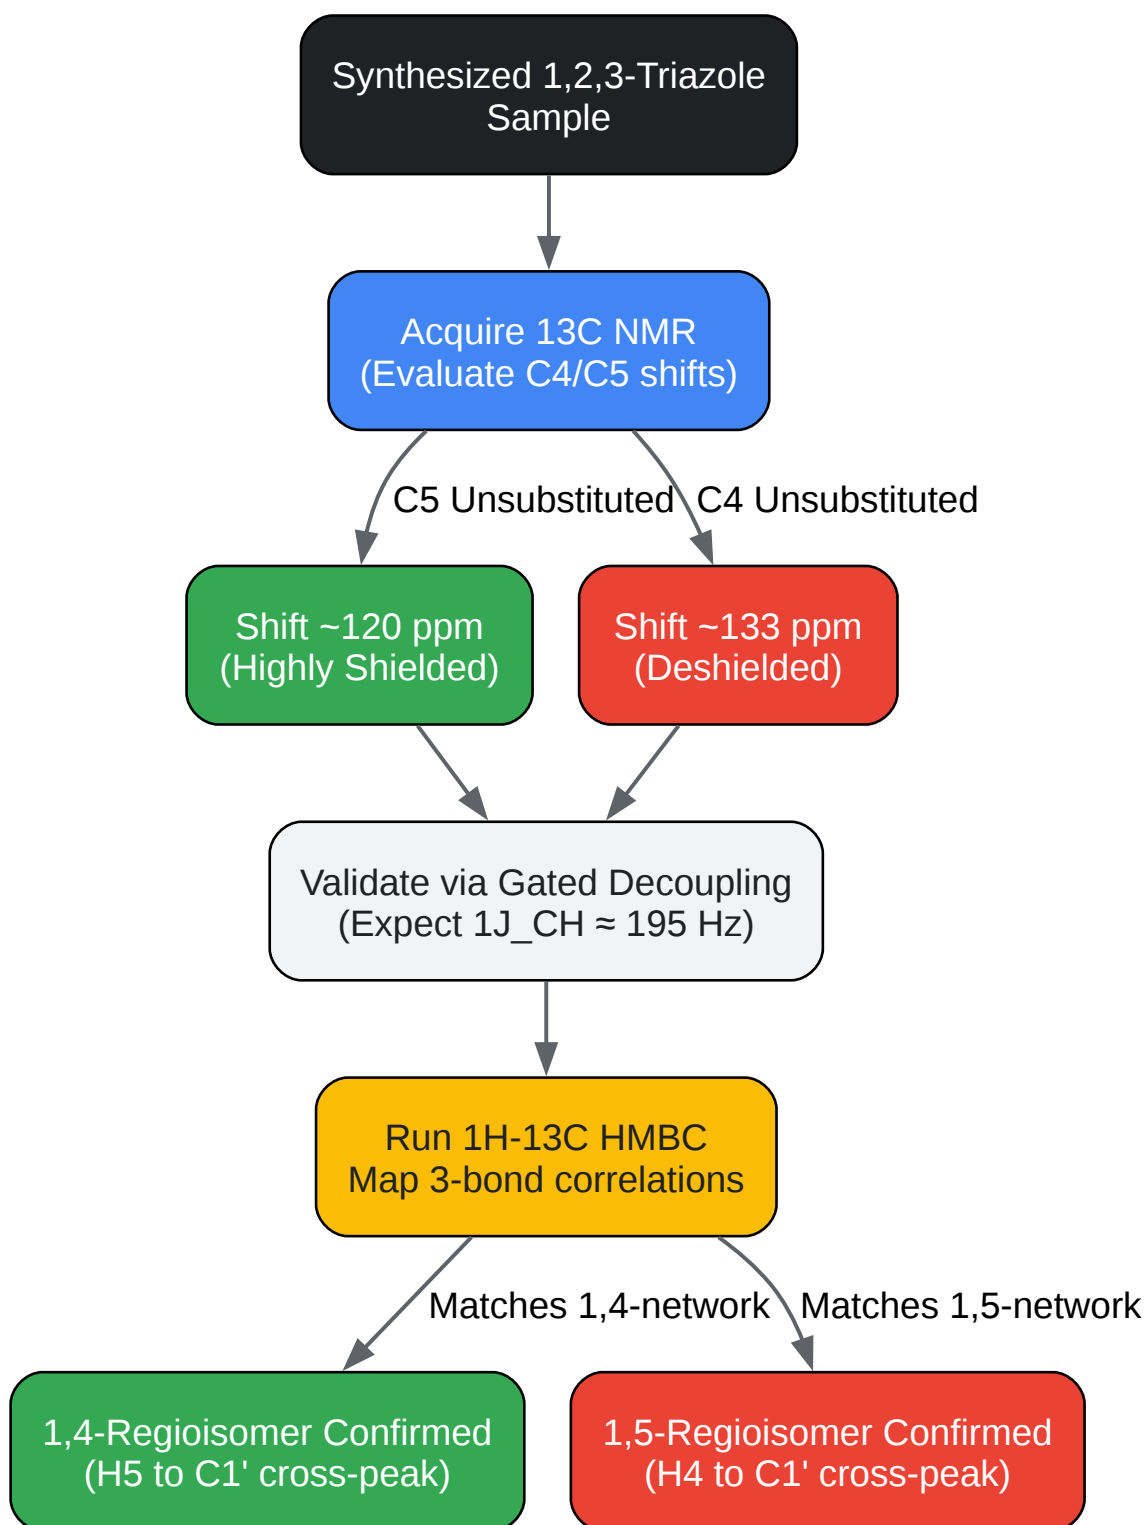 Synthesized 1,2,3-Triazole
Sample
Acquire 13C NMR
(Evaluate C4/C5 shifts)
C5 Unsubstituted
C4 Unsubstituted
Shift ~120 ppm
(Highly Shielded)
Shift ~133 ppm
(Deshielded)
Validate via Gated Decoupling
(Expect 1J_CH ≈ 195 Hz)
Run 1H-13C HMBC
Map 3-bond correlations
Matches 1,4-network
Matches 1,5-network
1,4-Regioisomer Confirmed
(H5 to C1' cross-peak)
1,5-Regioisomer Confirmed
(H4 to C1' cross-peak)